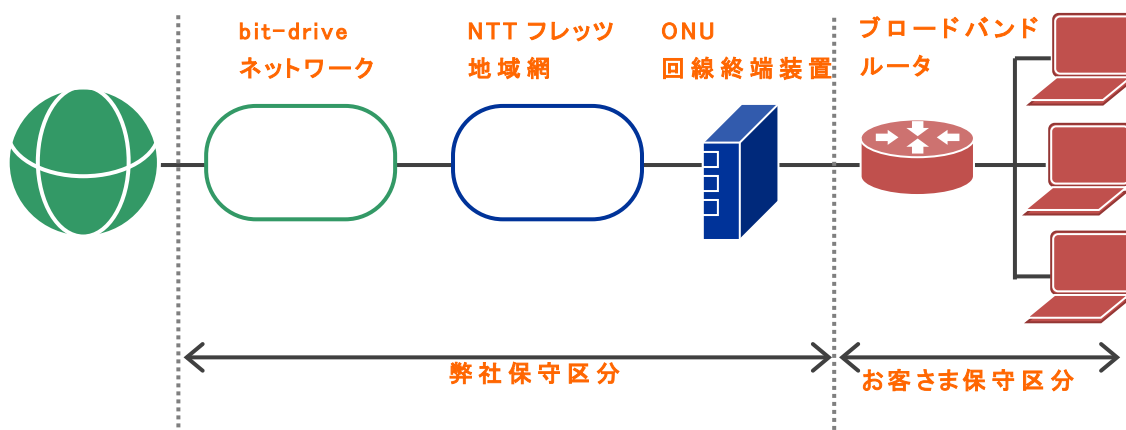 bit-drive
ネットワーク
NTT フレッツ
地域網
ONU
回線終端装置
ブロードバンド
ルータ
弊社保守区分
お客さま保守区分